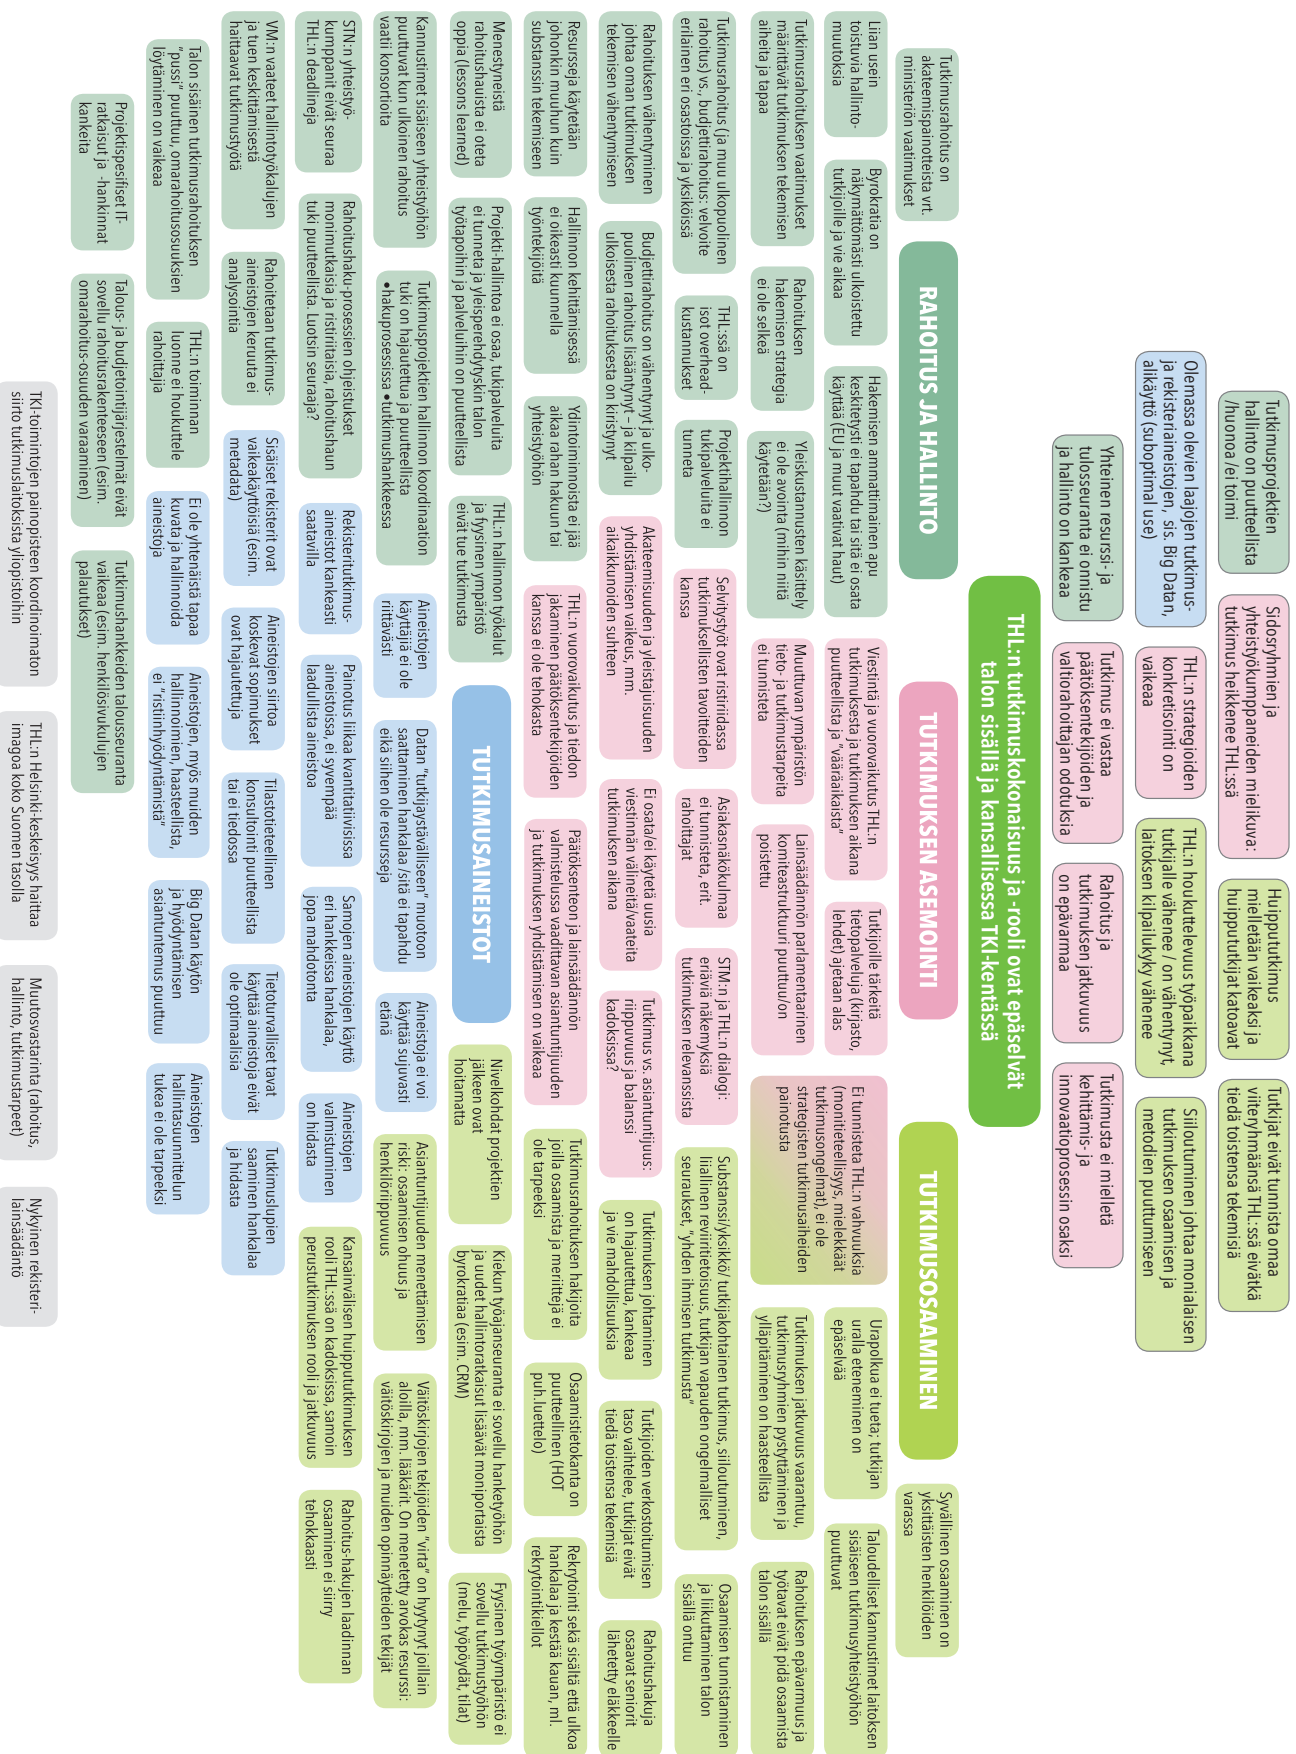 Tutkimusprojektien
hallinto on puutteellista
/huonoa /ei toimi
Sidosryhmien ja
yhteistyökumppaneiden mielikuva:
tutkimus heikkenee THL:ssä
Huipputukimus
mielletään vaikeaksi ja
huipputukijat katoavat
Tutkijat eivät tunnista omaa
viiteryhmäänsä THL:ssä eivätkä
tiedä toistensa tekemisiä
Olemassa olevien laajojen tutkimus-
ja rekisteriaineistojen, sis. Big Datan,
alikäyttö (suboptimal use)
THL:n strategioiden
konkretisointi on
vaikeaa
THL:n houkuttelevuus työpaikkana
tutkijalle vähenee / on vähentynyt,
laitoksen kilpailukyky vähenee
Siiloutuminen johtaa monialaisen
tutkimuksen osaamisen ja
metodien puuttumisen
Yhteinen resurssi- ja
tulosseuranta ei onnistu
ja hallinto on kankeaa
Tutkimus ei vastaa
päätöksentekijöiden ja
valtiorahoittajan odotuksia
Rahoitus ja
tutkimuksen jatkuvuus
on epävarmaa
Tutkimusta ei mielletä
kehittämis- ja
innovaatioprosessin osaksi
THL:n tutkimuskokonaisuus ja -rooli ovat epäselvät
talon sisällä ja kansallisessa TKI-kentässä
Tutkimusrahoitus on
akateemispainotteista vrt.
ministeriön vaatimukset
RAHOITUS JA HALLINTO
TUTKIMUKSEN ASEMOINTI
TUTKIMUSOSAAMINEN
Syvällinen osaaminen on
yksittäisten henkilöiden
varassa
Liian usein
toistuvia hallinto-
muutoksia
Byrokratia on
näkymättömästi ulkoistettu
tutkijoille ja vie aikaa
Hakemisen ammattimainen apu
keskitetysti ei tapahdu tai sitä ei osata
käyttää (EU ja muut vaativat haut)
Viestintä ja vuorovaikutus THL:n
tutkimuksesta ja tutkimuksen aikana
puutteellista ja "vääräaikaista"
Tutkijoille tärkeitä
tietopalveluja (kirjasto,
lehdet) ajetaan alas
Urapolkua ei tueta; tutkijan
uralla eteneminen on
epäselvää
Taloudelliset kannustimet laitoksen
sisäiseen tutkimusyhteistyöhön
puuttuvat
Tutkimusrahoituksen vaatimukset
määrittävät tutkimuksen tekemisen
aiheita ja tapaa
Rahoituksen
hakemisen strategia
ei ole selkeä
Yleiskustannusten käsittely
ei ole avointa (mihin niitä
käytetään?)
Muuttuvan ympäristön
tieto- ja tutkimustarpeita
ei tunnisteta
Lainsäädännön parlamentaarinen
komiteastruktuuri puuttuu/on
poistettu
Ei tunnisteta THL:n vahvuuksia
(monitieteellisyys, mielekkäät
tutkimusongelmat), ei ole
strategisten tutkimusaiheiden
painotusta
Tutkimuksen jatkuvuus vaarantuu,
tutkimusryhmien pystyttäminen ja
ylläpitäminen on haasteellista
Rahoituksen epävarmuus ja
työtavat eivät pidä osaamista
talon sisällä
Tutkimusrahoitus (ja muu ulkopuolinen
rahoitus) vs., budjettirahoitus: velvoite
erilainen eri osastoissa ja yksiköissä
THL:ssä on
isot overhead-
kustannukset
Projektihallinnon
tukipalveluita ei
tunneta
Selvitystyöt ovat ristiriidassa
tutkimuksellisten tavoitteiden
kanssa
Asiakasnäkökulmaa
ei tunnisteta, erit.
rahoittajat
STM:n ja THL:n dialogi:
eriäviä näkemyksiä
tutkimuksen relevanssista
Substanssi/yksikkö/ tutkijakohtainen tutkimus, siiloutuminen,
liiallinen reviiritietoisuus, tutkijan vapauden ongelmalliset
seuraukset, "yhden ihmisen tutkimusta"
Osaamisen tunnistaminen
ja liikuttaminen talon
sisällä ontuu
Rahoituksen vähentyminen
johtaa oman tutkimuksen
tekemisen vähentymiseen
Budjettirahoitus on vähentynyt ja ulko-
puolinen rahoitus lisääntynyt – ja kilpailu
ulkoisesta rahoituksesta on kiristynyt
Akateemisuuden ja yleistajuisuuden
yhdistämisen vaikeus, mm.
aikaikkunoiden suhteen
Ei osata/ei käytetä uusia
viestinnän välineitä/vaateita
tutkimuksen aikana
Tutkimus vs. asiantuntijuus:
riippuvuus ja balanssi
kadoksissa?
Tutkimuksen johtaminen
on hajautettua, kankeaa
ja vie mahdollisuuksia
Tutkijoiden verkostoitumisen
taso vaihtelee, tutkijat eivät
tiedä toistensa tekemisiä
Rahoitushakuja
osaavat seniorit
lähetetty eläkkeelle
Resursseja käytetään
johonkin muuhun kuin
substanssin tekemiseen
Hallinnon kehittämisessä
ei oikeasti kuunnella
työntekijöitä
Ydintoiminnoista ei jää
aikaa rahan hakuun tai
yhteistyöhön
THL:n vuorovaikutus ja tiedon
jakaminen päätöksentekijöiden
kanssa ei ole tehokasta
Päätöksenteon ja lainsäädännön
valmistelussa vaadittavan asiantuntijuuden
ja tutkimuksen yhdistämisen on vaikeaa
Tutkimusrahoituksen hakijoita
joilla osaamista ja meriittejä ei
ole tarpeeksi
Osaamistietokanta on
puutteellinen (HOT
puh.luettelo)
Rekrytointi sekä sisältä että ulkoa
hankalaa ja kestää kauan, ml.
rekrytointikiellot
Menestyneistä
rahoitushauista ei oteta
oppia (lessons learned)
Projekti-hallintoa ei osaa, tukipalveluita
ei tunneta ja yleisperehdytyskin talon
työtapoihin ja palveluihin on puutteellista
THL:n hallinnon työkalut
ja fyysinen ympäristö
eivät tue tutkimusta
TUTKIMUSAINEISTOT
Nivelkohdat projektien
jälkeen ovat
hoitamatta
Kiekun työajanseuranta ei sovellu hanketyöhön
ja uudet hallintoratkaisut lisäävät moniportaista
byrokratiaa (esim. CRM)
Fyysinen työympäristö ei
sovellu tutkimustyöhön
(melu, työpöydät, tilat)
Kannustimet sisäiseen yhteistyöhön
puuttuvat kun ulkoinen rahoitus
vaatii konsortioita
Tutkimusprojektien hallinnon koordinaation
tuki on hajautettua ja puutteellista
•hakuprosessissa •tutkimushankkeessa
Aineistojen
käyttäjiä ei ole
riittävästi
Datan "tutkijaystävälliseen" muotoon
saattaminen hankalaa /sitä ei tapahdu
eikä siihen ole resursseja
Aineistoja ei voi
käyttää sujuvasti
etänä
Asiantuntijuuden menettämisen
riski: osaamisen ohuus ja
henkilöriippuvuus
Väitöskirjojen tekijöiden "virta" on hyytynyt joillain
aloilla, mm. lääkärit. On menetetty arvokas resurssi:
väitöskirjojen ja muiden opinnäytteiden tekijät
STN:n yhteistyö-
kumppanit eivät seuraa
THL:n deadlineja
Rahoitushaku-prosessien ohjeistukset
monimutkaisia ja ristiriitaisia, rahoitushaun
tuki puutteellista. Luotsin seuraaja?
Rekisteritutkimus-
aineistot kankeasti
saatavilla
Painotus liikaa kvantitatiivisissa
aineistoissa, ei syvempää
laadullista aineistoa
Samojen aineistojen käyttö
eri hankkeissa hankalaa,
jopa mahdotonta
Aineistojen
valmistuminen
on hidasta
Kansainvälisen huippututkimuksen
rooli THL:ssä on kadoksissa, samoin
perustutkimuksen rooli ja jatkuvuus
Rahoitus-hakujen laadinnan
osaaminen ei siirry
tehokkaasti
VM:n vaateet hallintotyökalujen
ja tuen keskittämisestä
haittaavat tutkimustyötä
Rahoitetaan tutkimus-
aineistojen keruuta ei
analysointia
Sisäiset rekisterit ovat
vaikeakäyttöisiä (esim.
metadata)
Aineistojen siirtoa
koskevat sopimukset
ovat hajautettuja
Tilastotieteellinen
konsultointi puutteellista
tai ei tiedossa
Tietoturvalliset tavat
käyttää aineistoja eivät
ole optimaalisia
Tutkimuslupien
saaminen hankalaa
ja hidasta
Talon sisäinen tutkimusrahoituksen
"pussi" puuttuu, omarahoitusosuuksien
löytäminen on vaikeaa
THL:n toiminnan
luonne ei houkuttele
rahoittajia
Ei ole yhtenäistä tapaa
kuvata ja hallinnoida
aineistoja
Aineistojen, myös muiden
hallinnoimien, haasteellista,
ei "ristiinhyödyntämistä"
Big Datan käytön
ja hyödyntämisen
asiantuntemus puuttuu
Aineistojen
hallintasuunnittelun
tukea ei ole tarpeeksi
Projektispesifiset IT-
ratkaisut ja -hankinnat
kankeita
Talous- ja budjetointijärjestelmät eivät
sovellu rahoitusrakenteeseen (esim.
omarahoitus-osuuden varaaminen)
Tutkimushankkeiden talousseuranta
vaikeaa (esim. henkilösivukulujen
palautukset)
TKI-toimintojen painopisteen koordinoimaton
siirto tutkimuslaitoksista yliopistoihin
THL:n Helsinki-keskeisyys haittaa
imagoa koko Suomen tasolla
Muutosvastarinta (rahoitus,
hallinto, tutkimustarpeet)
Nykyinen rekisteri-
lainsäädäntö